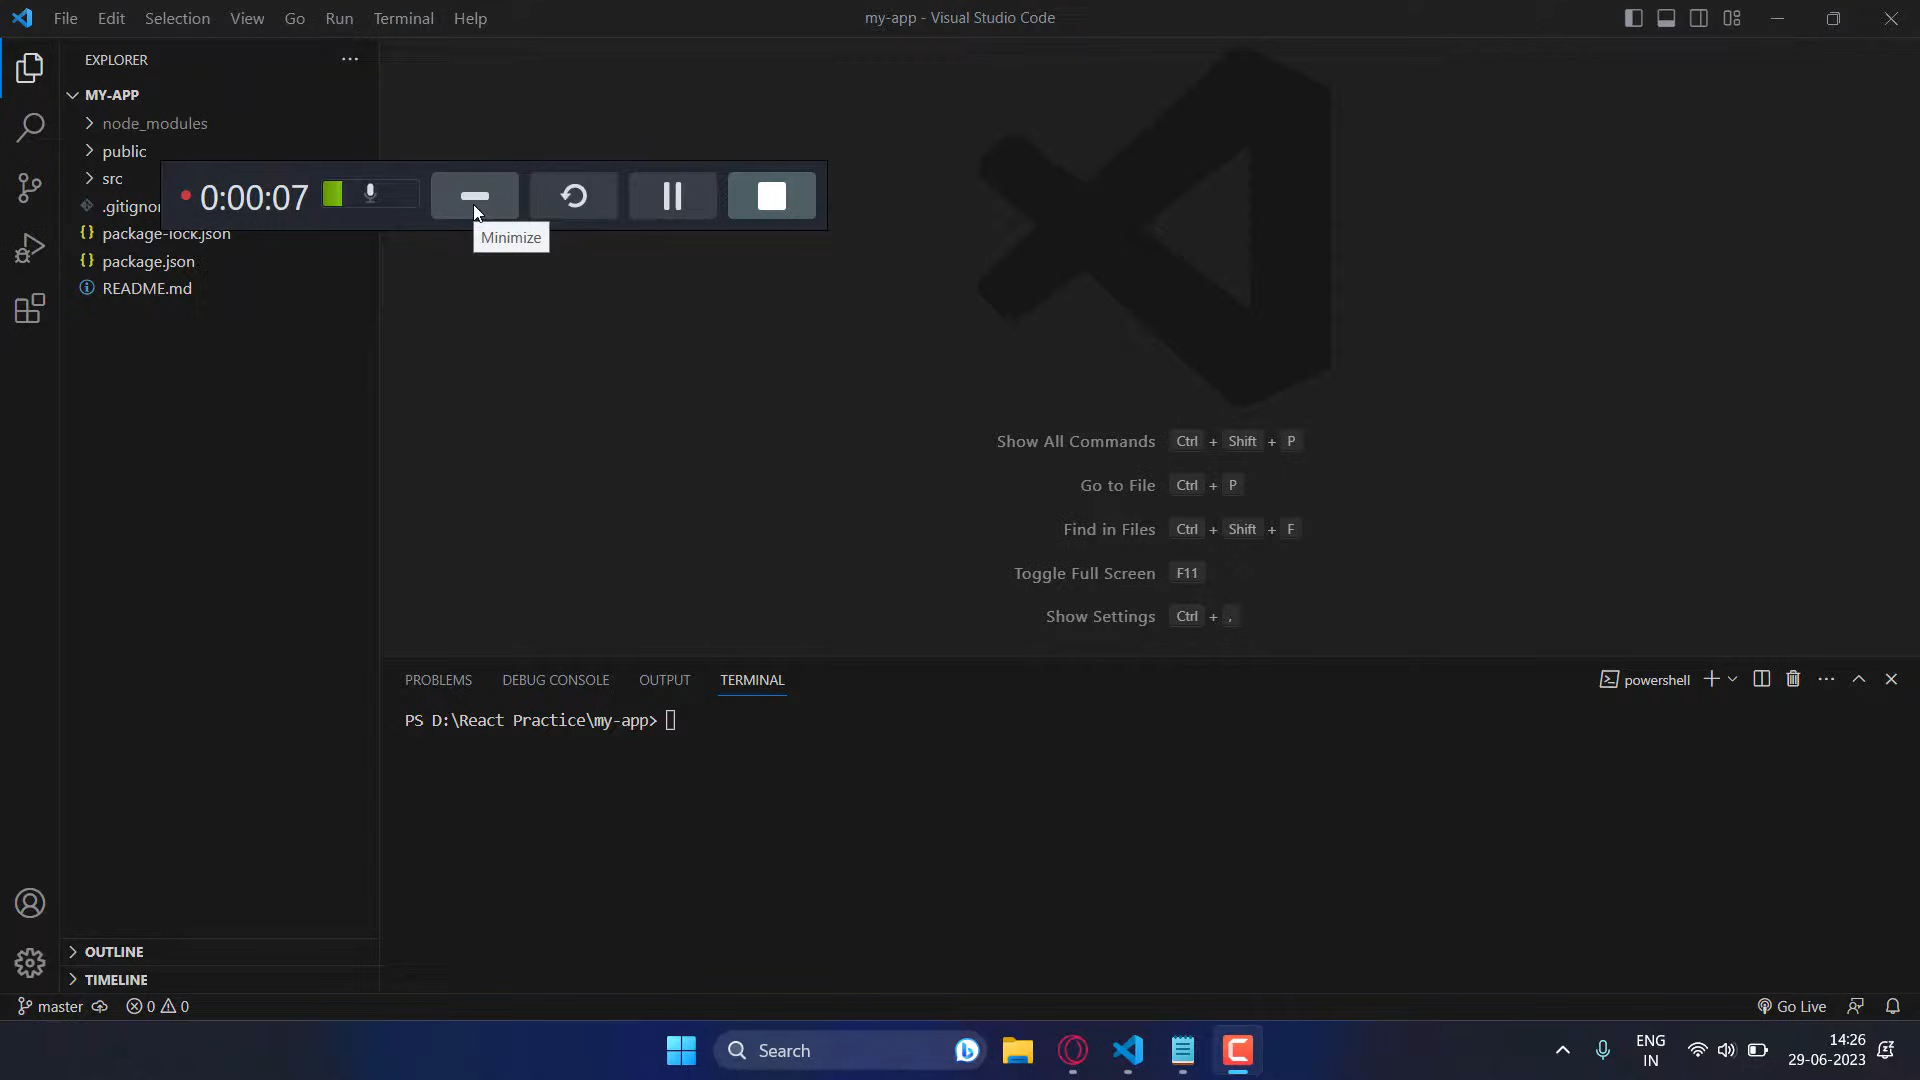 File Edit Selection View Go Run Terminal Help
my-app - Visual Studio Code
EXPLORER
MY-APP
node_modules
public
src
.gitignor
package-lock.json
package.json
README.md
0:00:07
Minimize
Show All Commands Ctrl + Shift + P
Go to File Ctrl + P
Find in Files Ctrl + Shift + F
Toggle Full Screen F11
Show Settings Ctrl + ,
PROBLEMS DEBUG CONSOLE OUTPUT TERMINAL
powershell
PS D:\React Practice\my-app>
OUTLINE
TIMELINE
master 0 0
Go Live
Search
ENG
IN
14:26
29-06-2023